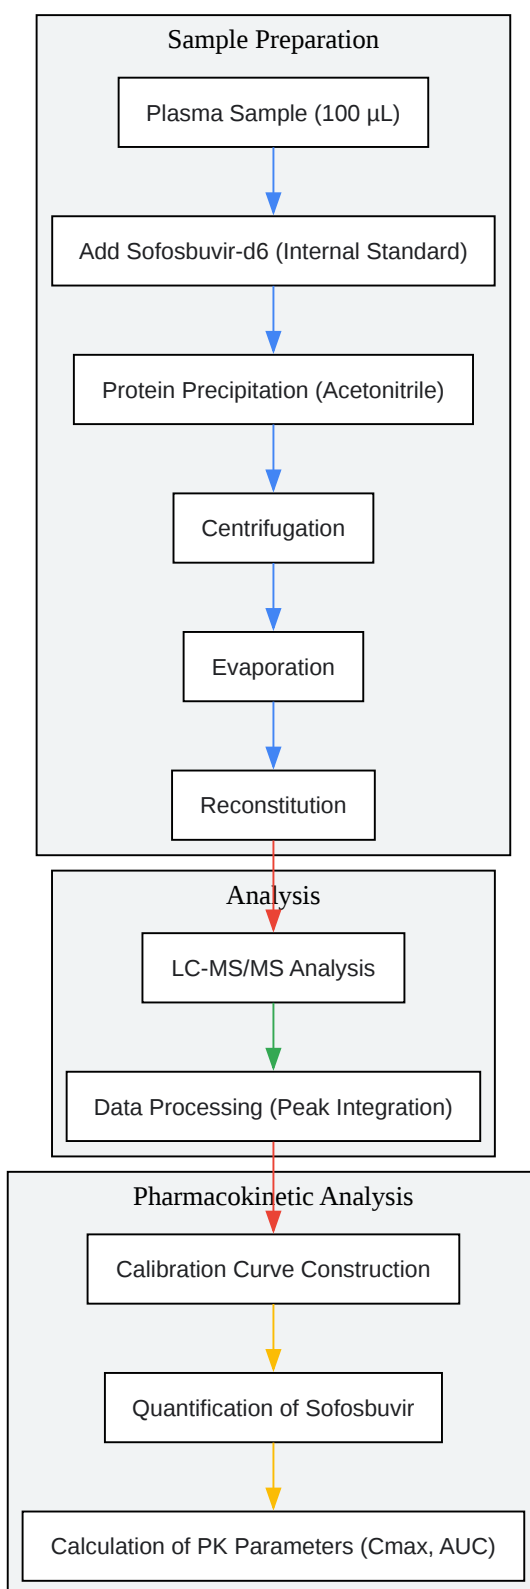 Sample Preparation
Plasma Sample (100 µL)
Add Sofosbuvir-d6 (Internal Standard)
Protein Precipitation (Acetonitrile)
Centrifugation
Evaporation
Reconstitution
Analysis
LC-MS/MS Analysis
Data Processing (Peak Integration)
Pharmacokinetic Analysis
Calibration Curve Construction
Quantification of Sofosbuvir
Calculation of PK Parameters (Cmax, AUC)